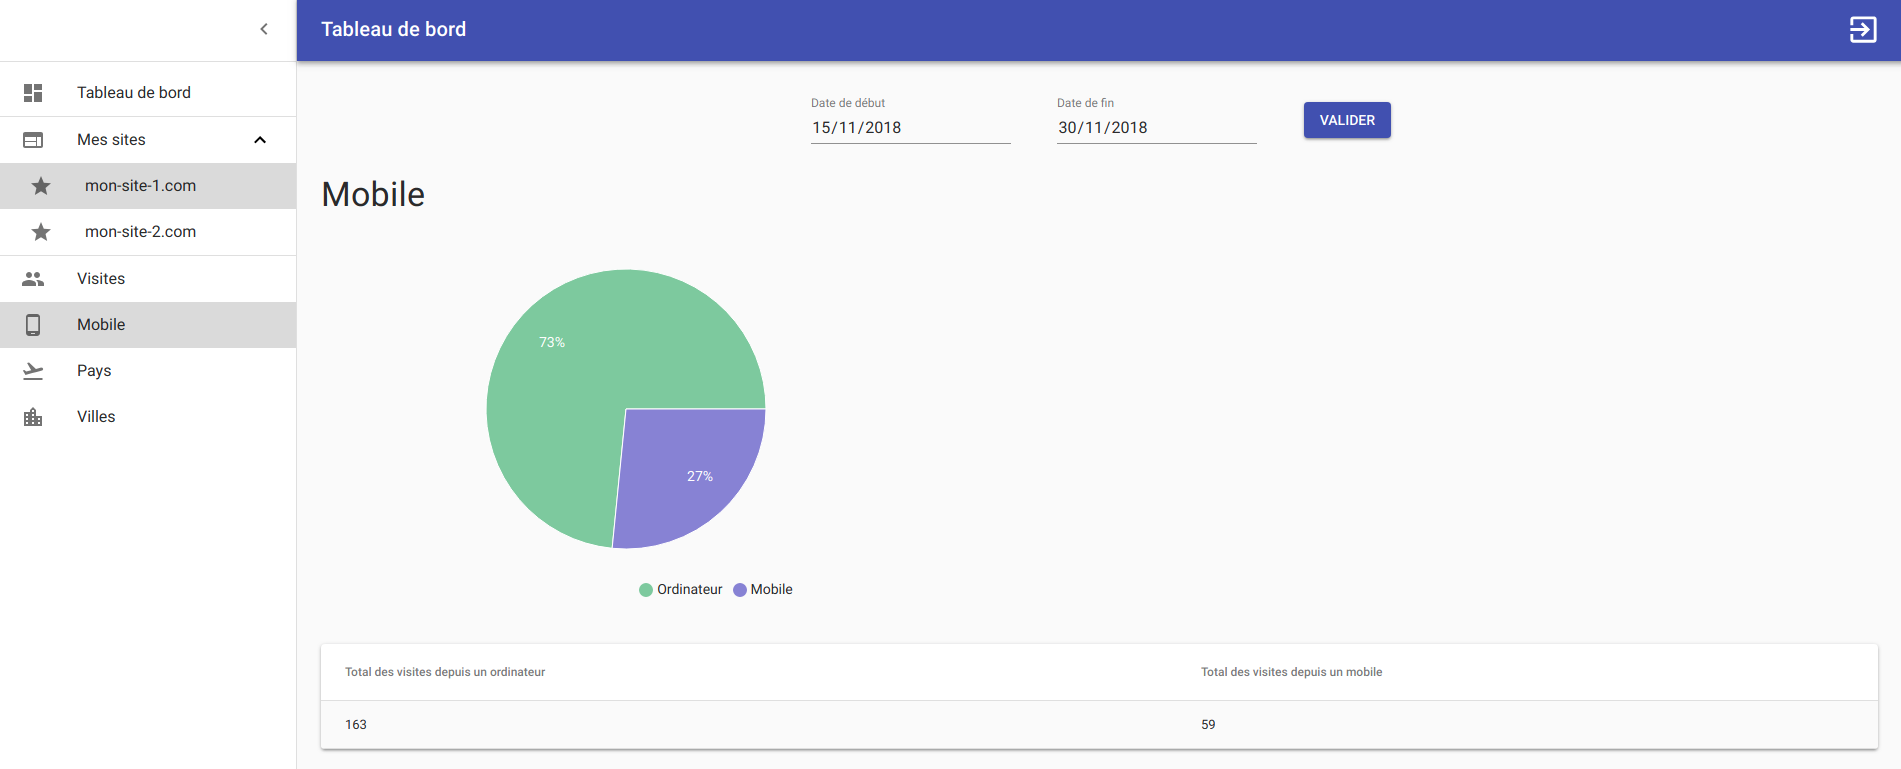 Tableau de bord
Tableau de bord
Mes sites
mon-site-1.com
mon-site-2.com
Visites
Mobile
Pays
Villes
Date de début
15/11/2018
Date de fin
30/11/2018
VALIDER
Mobile
73%
27%
Ordinateur Mobile
Total des visites depuis un ordinateur Total des visites depuis un mobile
163 59